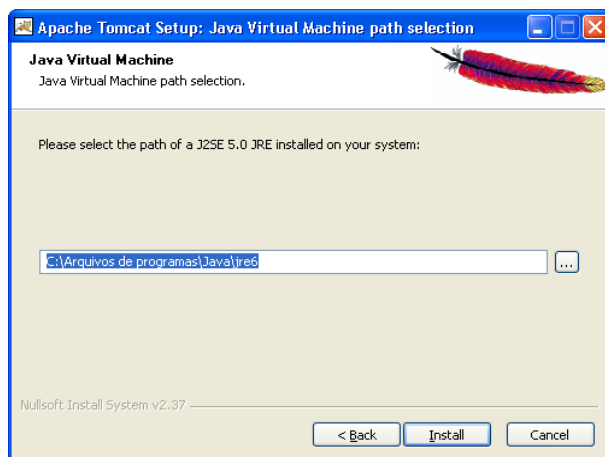 Apache Tomcat Setup: Java Virtual Machine path selection
Java Virtual Machine
Java Virtual Machine path selection.
Please select the path of a J2SE 5.0 JRE installed on your system:
C:\Arquivos de programas\Java\jre6
...
Nullsoft Install System v2.37
< Back
Install
Cancel